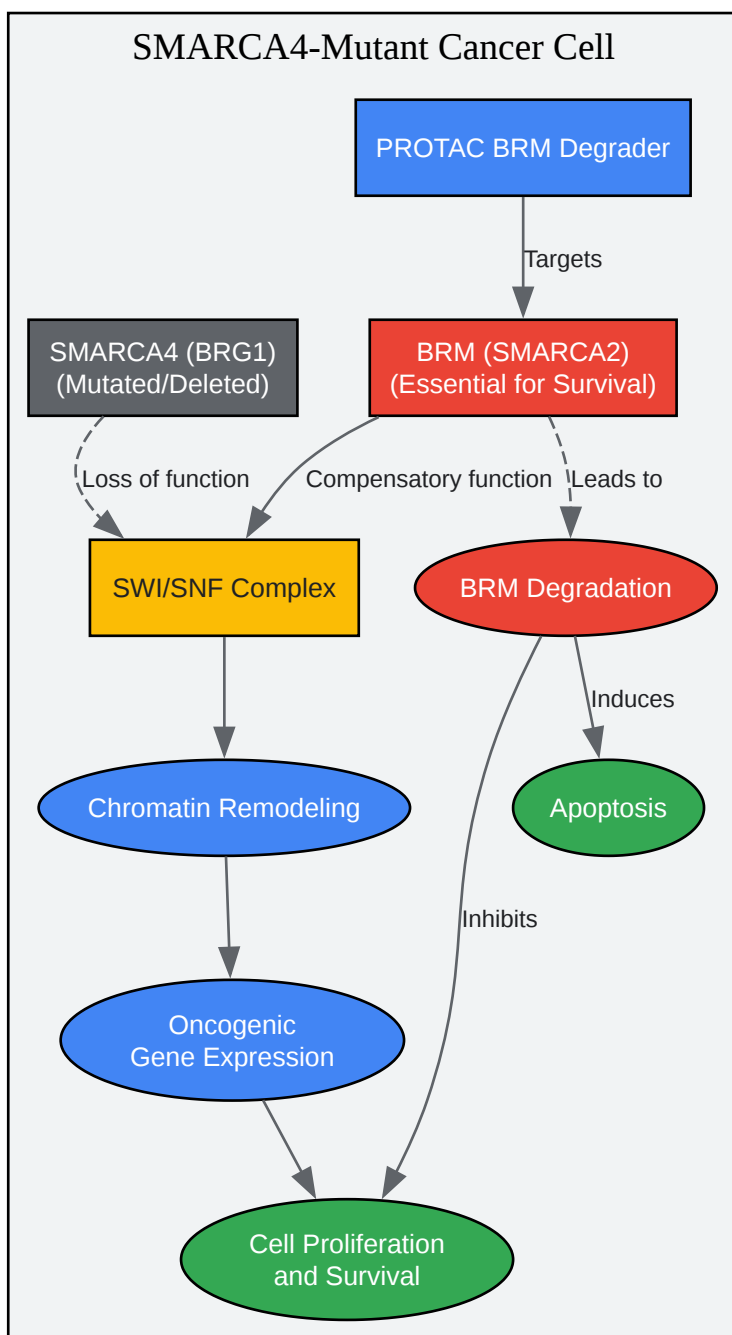 SMARCA4-Mutant Cancer Cell
PROTAC BRM Degrader
Targets
SMARCA4 (BRG1)
(Mutated/Deleted)
BRM (SMARCA2)
(Essential for Survival)
Loss of function
Compensatory function
Leads to
SWI/SNF Complex
BRM Degradation
Induces
Chromatin Remodeling
Apoptosis
Inhibits
Oncogenic
Gene Expression
Cell Proliferation
and Survival